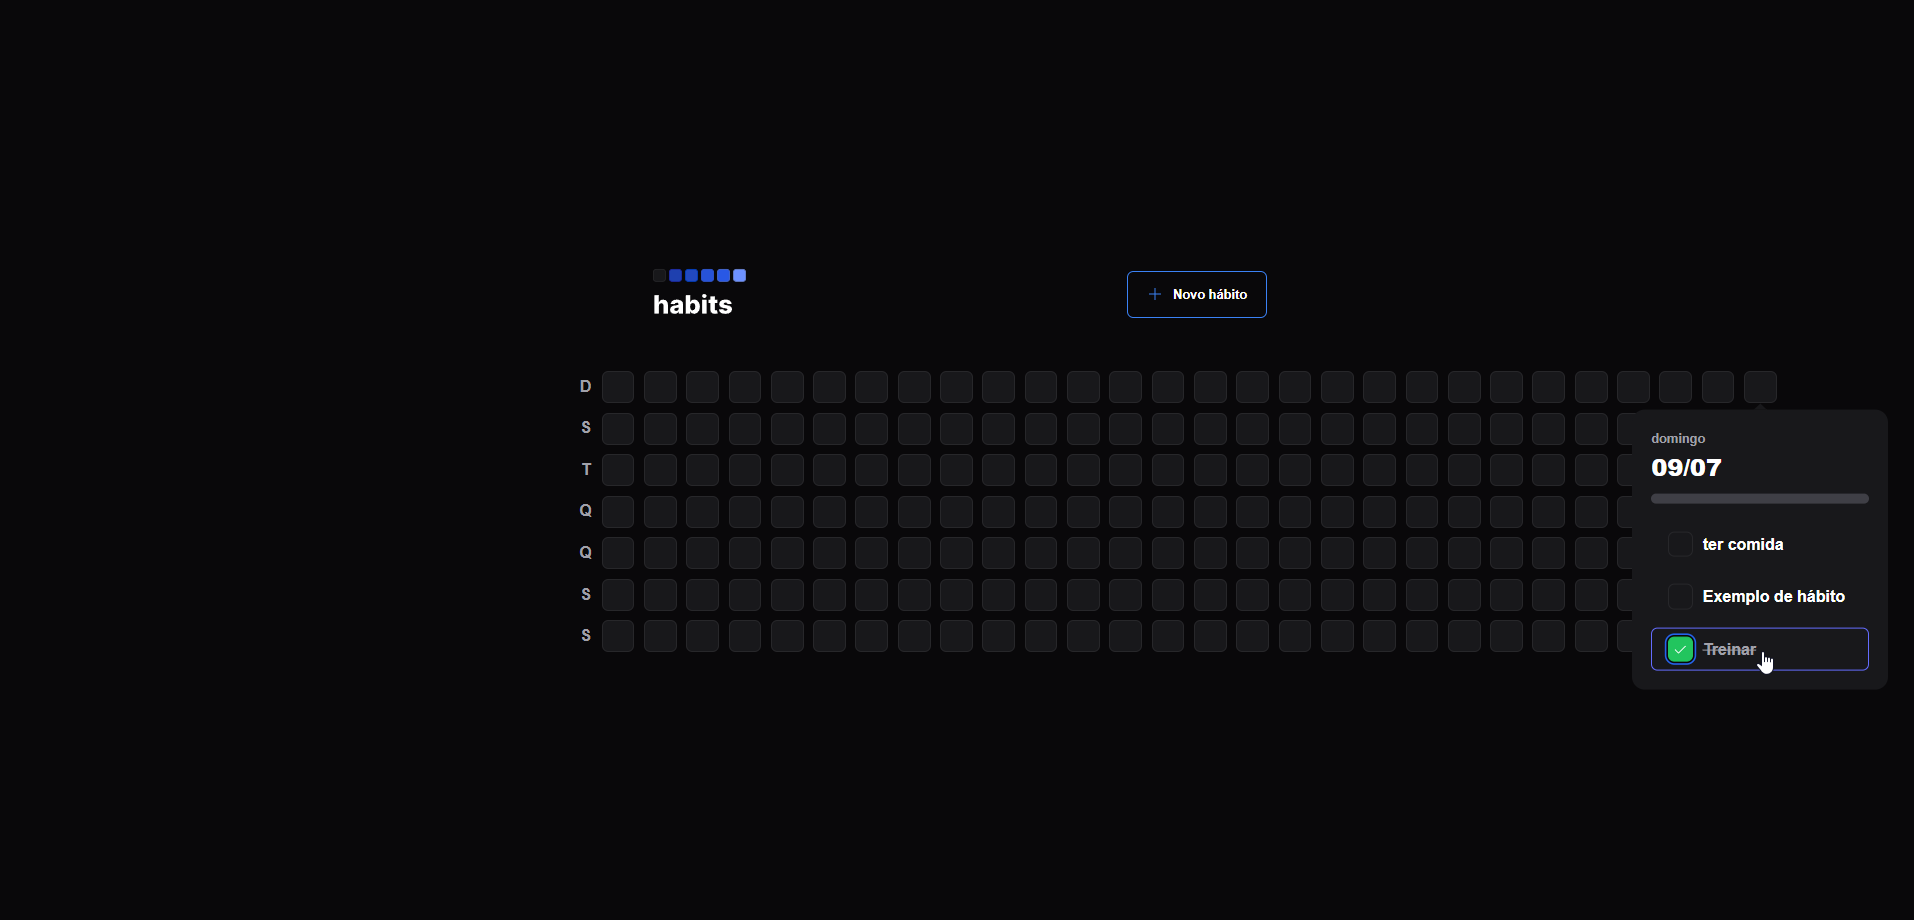 habits
Novo hábito
D
S
T
Q
Q
S
S
domingo
09/07
ter comida
Exemplo de hábito
Treinar